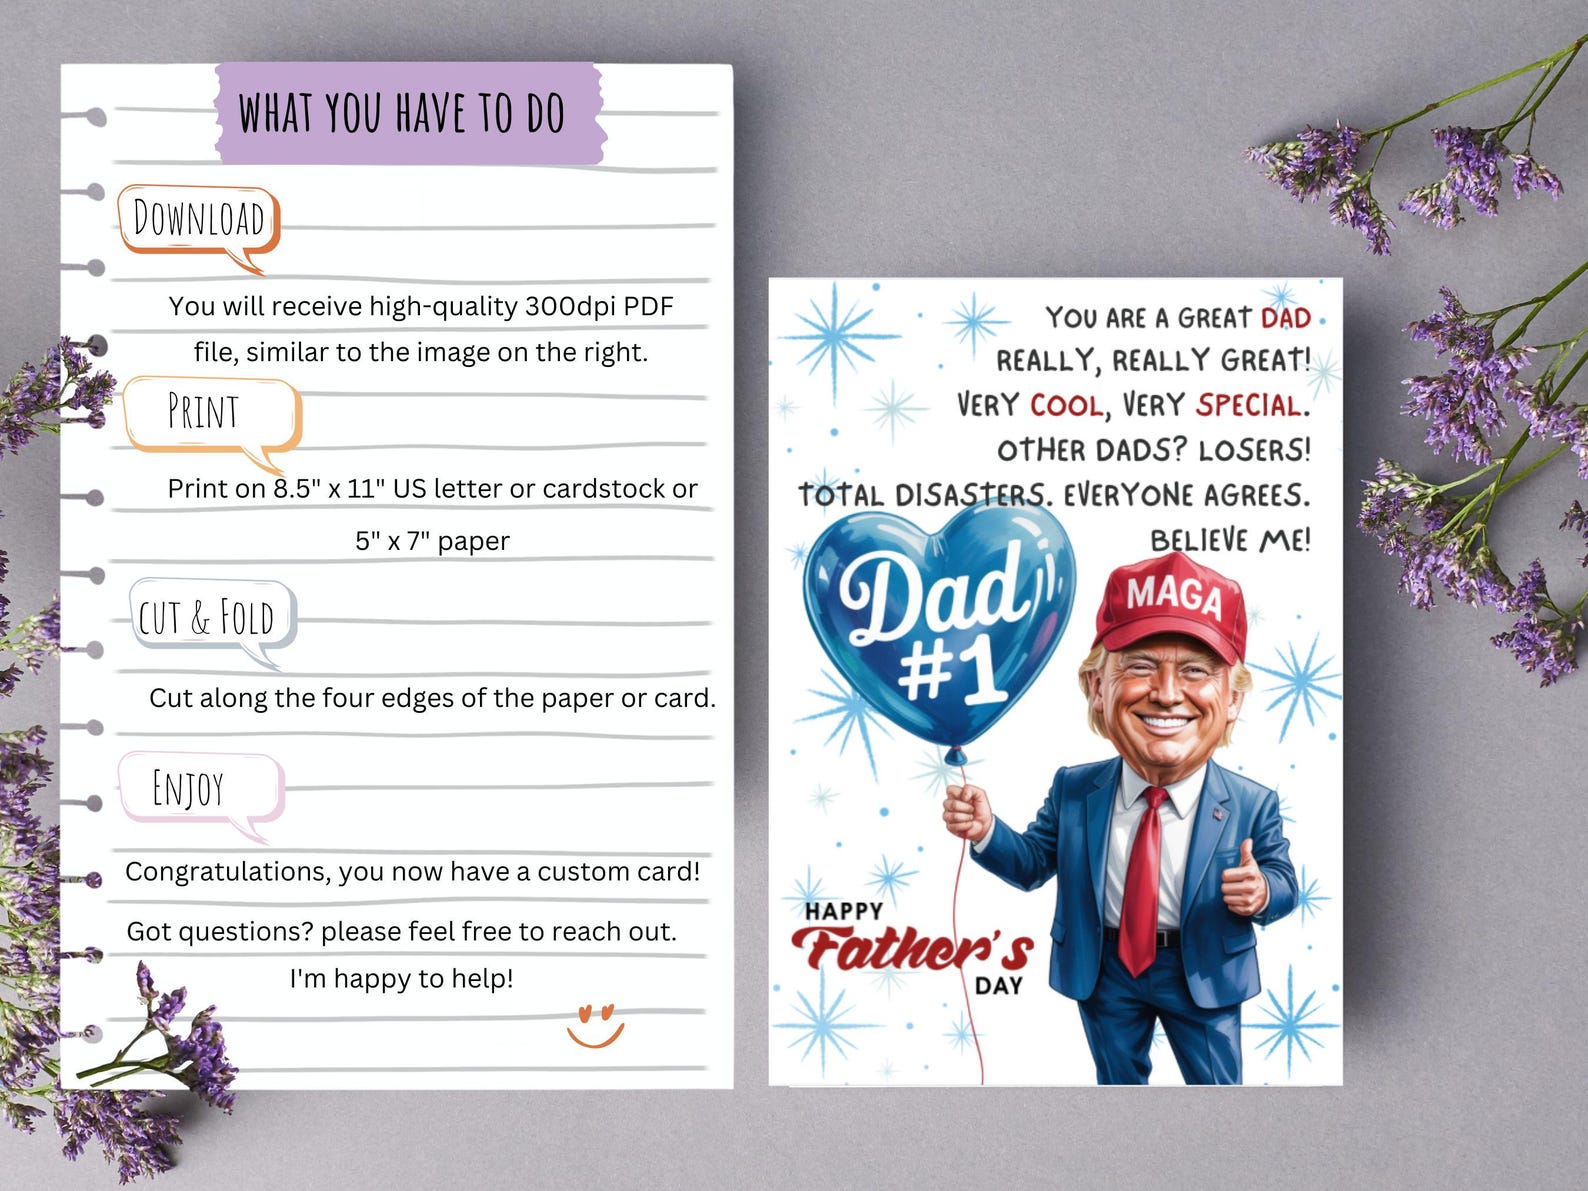 WHAT YOU HAVE TO DO
DOWNLOAD
You will receive high-quality 300dpi PDF
file, similar to the image on the right.
PRINT
Print on 8.5" x 11" US letter or cardstock or
5" x 7" paper
CUT & FOLD
Cut along the four edges of the paper or card.
ENJOY
Congratulations, you now have a custom card!
Got questions? please feel free to reach out.
I'm happy to help!
YOU ARE A GREAT DAD
REALLY, REALLY GREAT!
VERY COOL, VERY SPECIAL.
OTHER DADS? LOSERS!
TOTAL DISASTERS. EVERYONE AGREES.
BELIEVE ME!
Dad
#1
MAGA
HAPPY
Father's
DAY